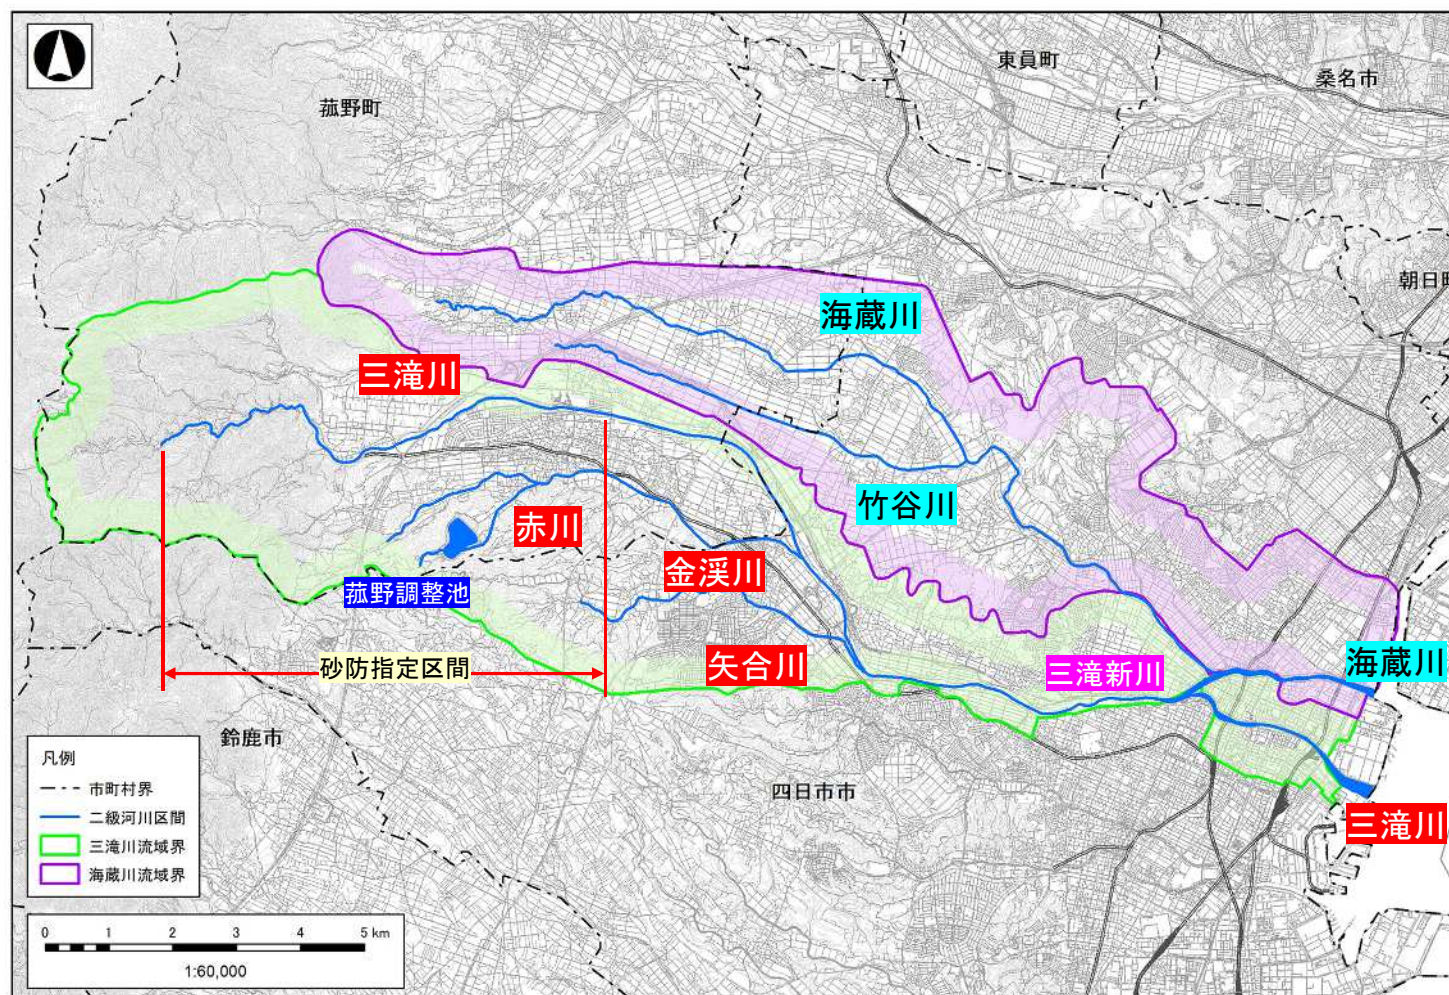 東員町
桑名市
菰野町
朝日町
海蔵川
三滝川
竹谷川
赤川
金渓川
菰野調整池
砂防指定区間
矢合川
三滝新川
海蔵川
鈴鹿市
四日市市
三滝川
凡例
市町村界
二級河川区間
三滝川流域界
海蔵川流域界
0 1 2 3 4 5 km
1:60,000